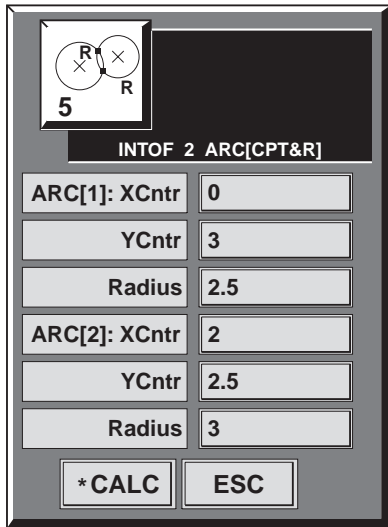 R
R
5
INTOF 2 ARC[CPT&R]
ARC[1]: XCntr 0
YCntr 3
Radius 2.5
ARC[2]: XCntr 2
YCntr 2.5
Radius 3
*CALC ESC